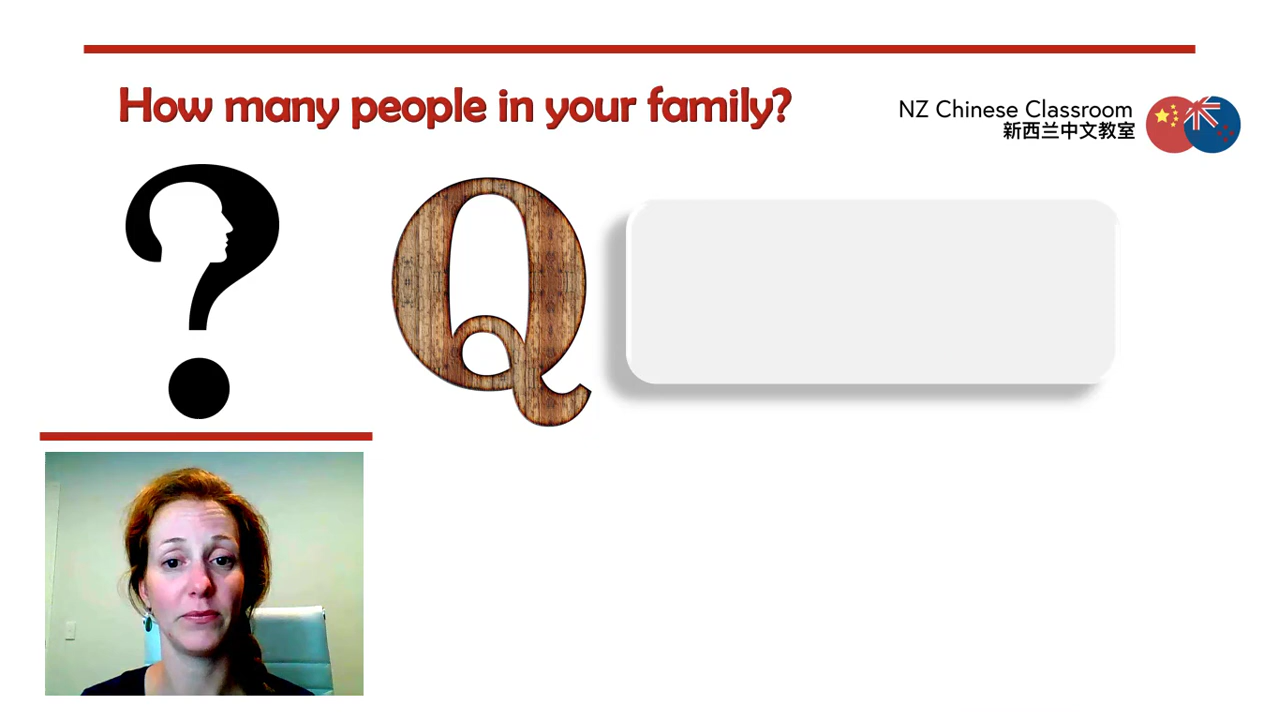 How many people in your family?
NZ Chinese Classroom
新西兰中文教室
Q